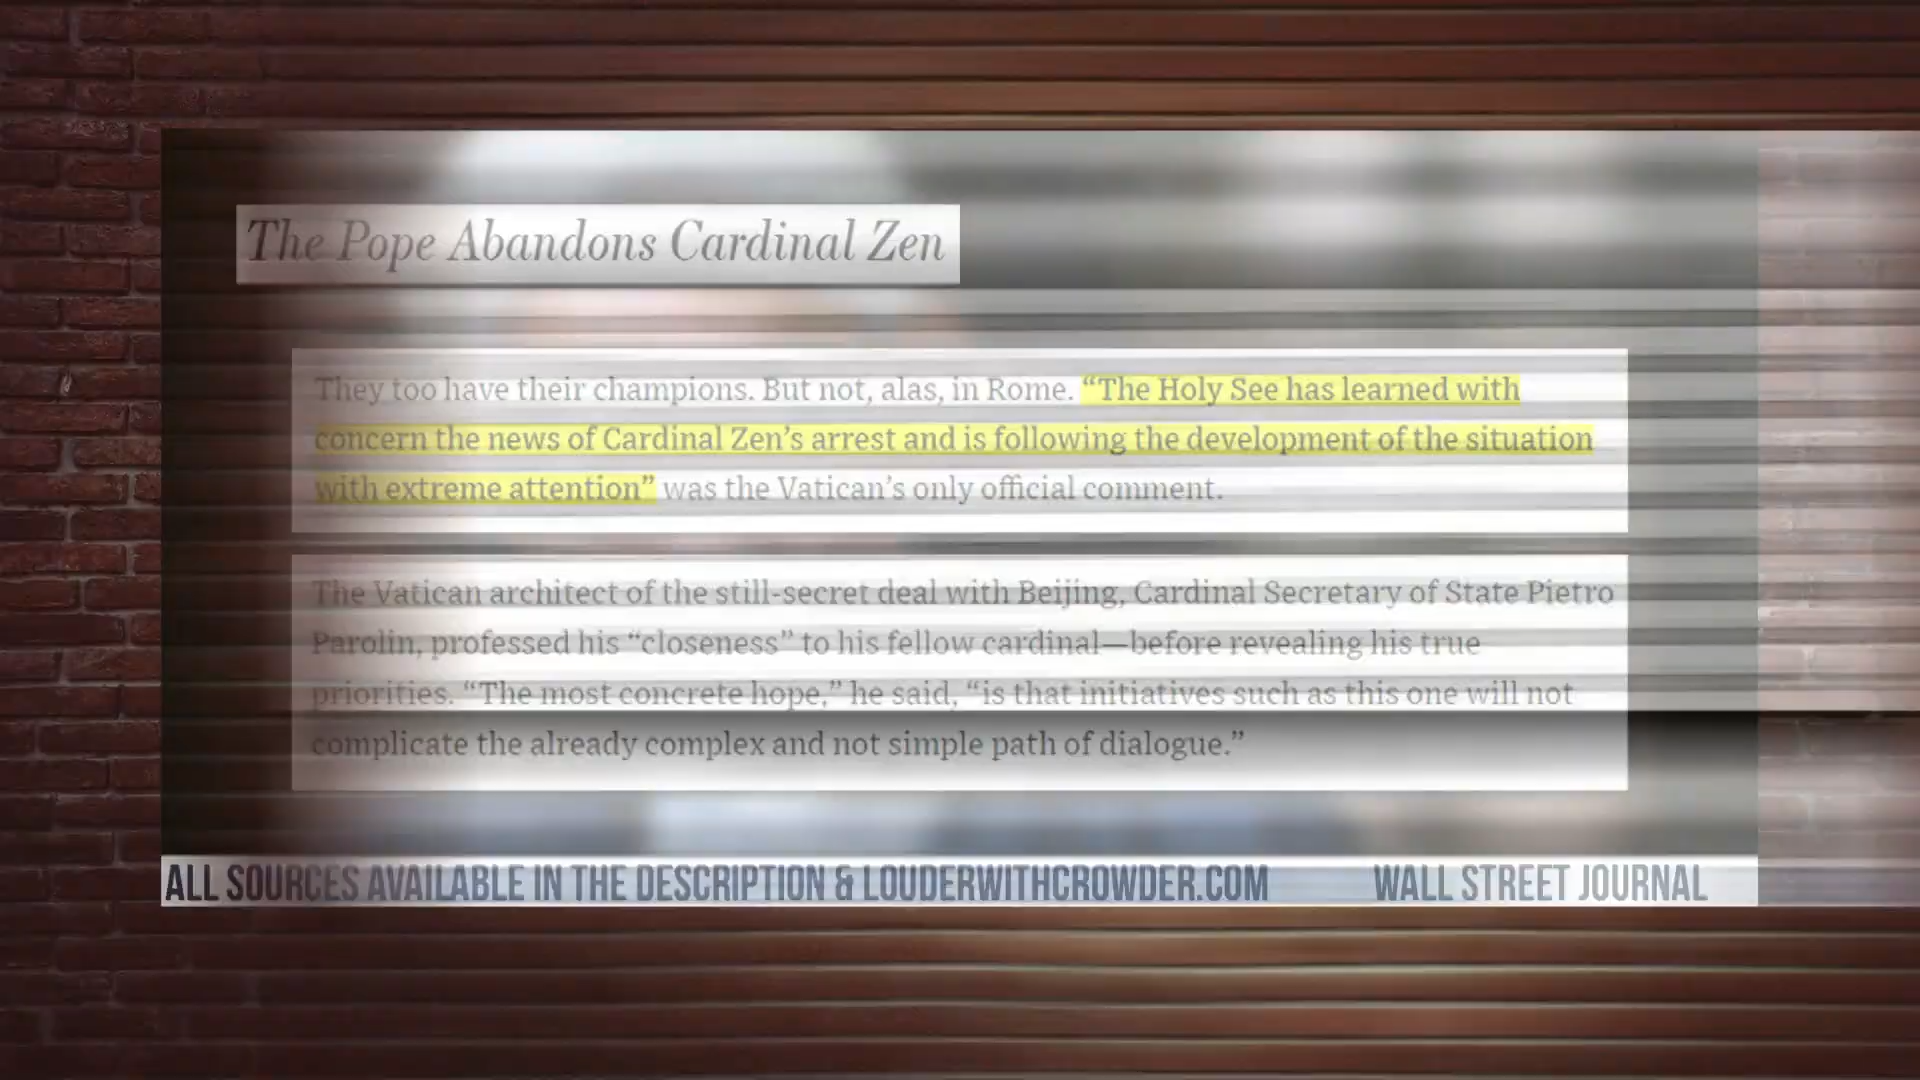 The Pope Abandons Cardinal Zen
They too have their champions. But not, alas, in Rome. “The Holy See has learned with
concern the news of Cardinal Zen’s arrest and is following the development of the situation
with extreme attention” was the Vatican’s only official comment.
The Vatican architect of the still-secret deal with Beijing, Cardinal Secretary of State Pietro
Parolin, professed his “closeness” to his fellow cardinal—before revealing his true
priorities. “The most concrete hope,” he said, “is that initiatives such as this one will not
complicate the already complex and not simple path of dialogue.”
ALL SOURCES AVAILABLE IN THE DESCRIPTION & LOUDERWITHCROWDER.COM WALL STREET JOURNAL